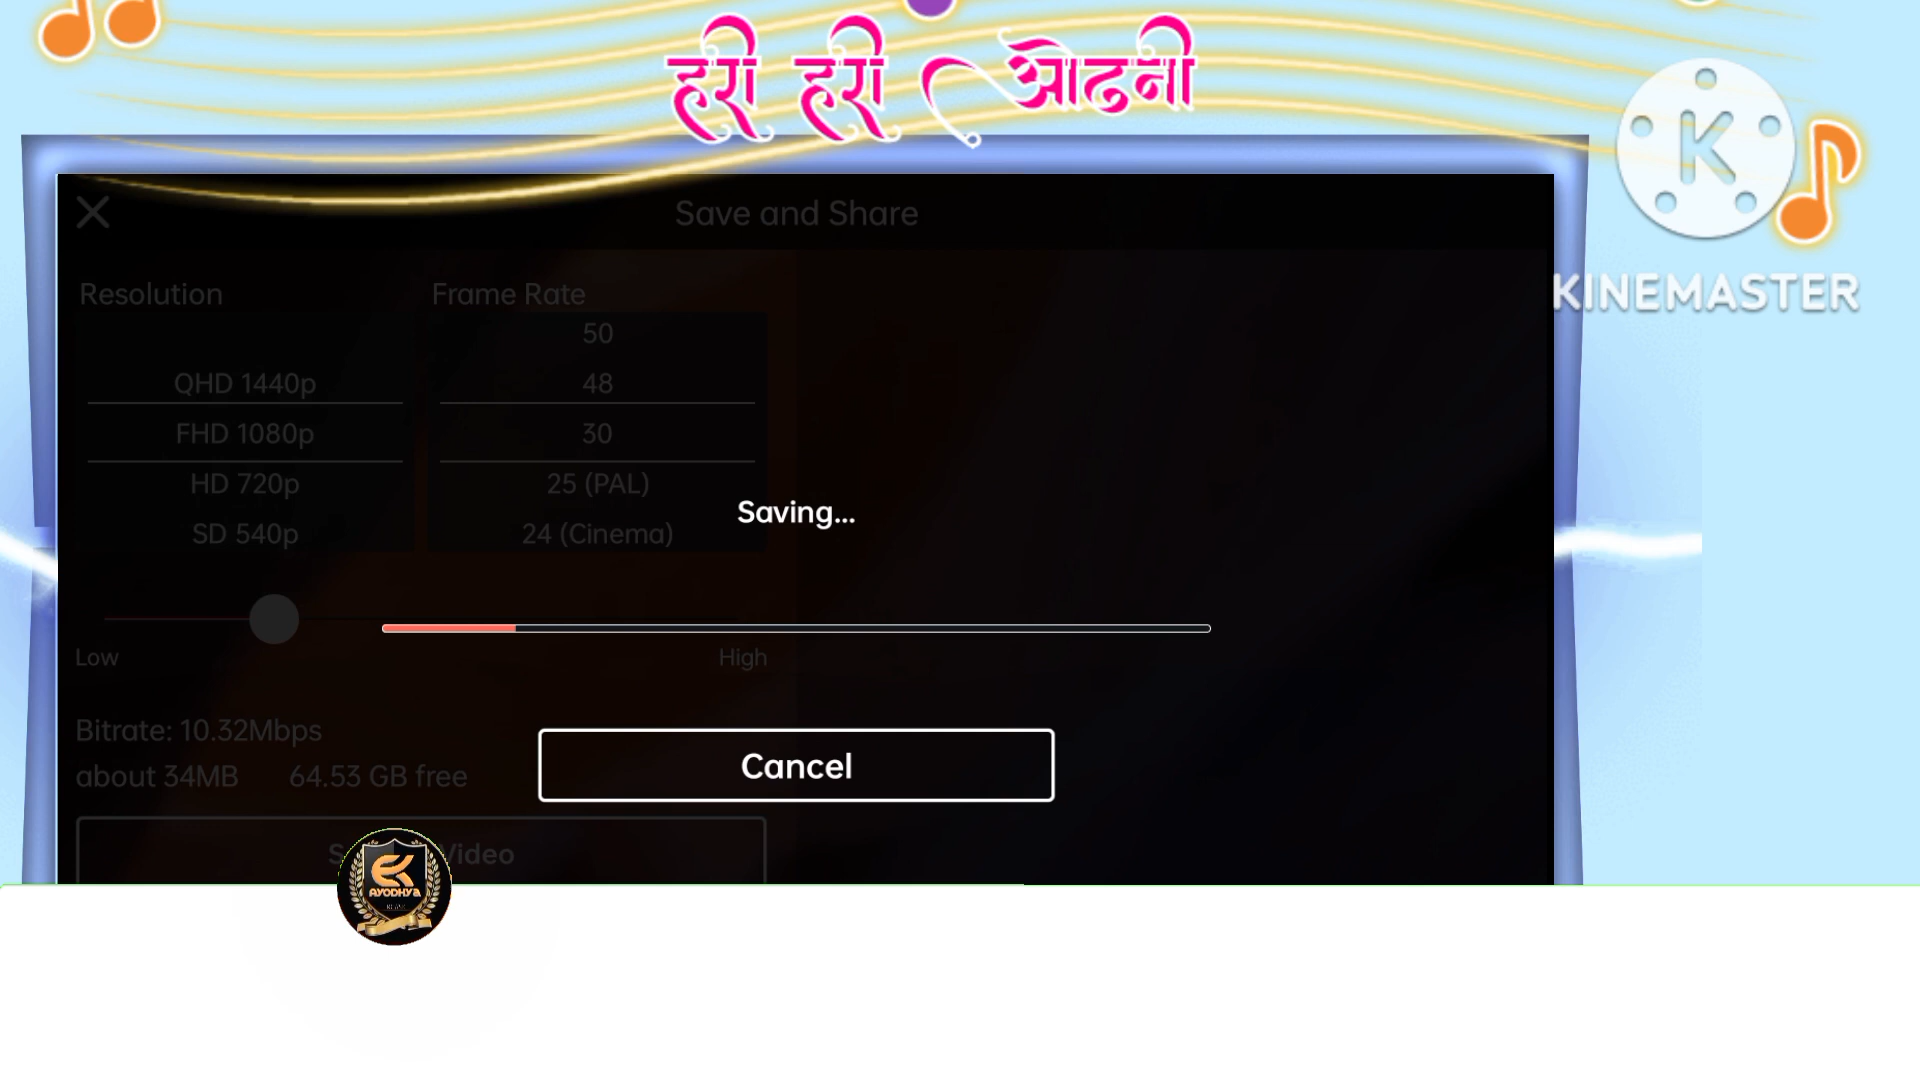 हरी हरी ओढनी
KINEMASTER
Save and Share
Resolution
Frame Rate
50
QHD 1440p
48
FHD 1080p
30
HD 720p
25 (PAL)
Saving...
SD 540p
24 (Cinema)
Low
High
Bitrate: 10.32Mbps
Cancel
about 34MB 64.53 GB free
Video
AYODHYA